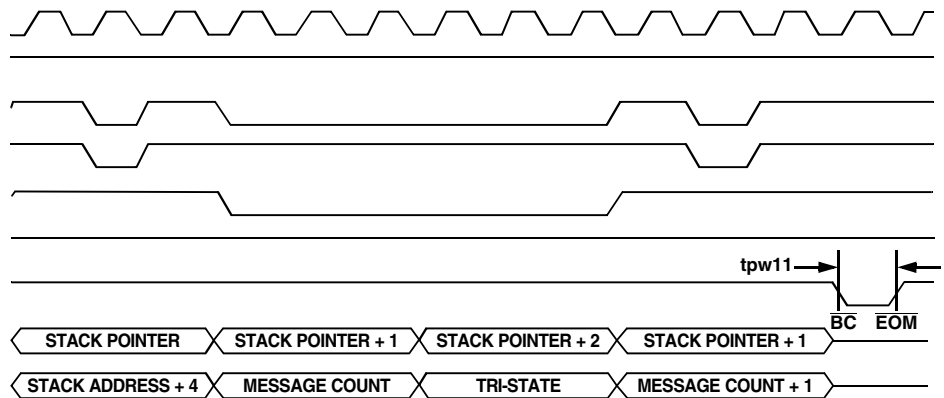 tpw11
BC EOM
STACK POINTER STACK POINTER + 1 STACK POINTER + 2 STACK POINTER + 1
STACK ADDRESS + 4 MESSAGE COUNT TRI-STATE MESSAGE COUNT + 1